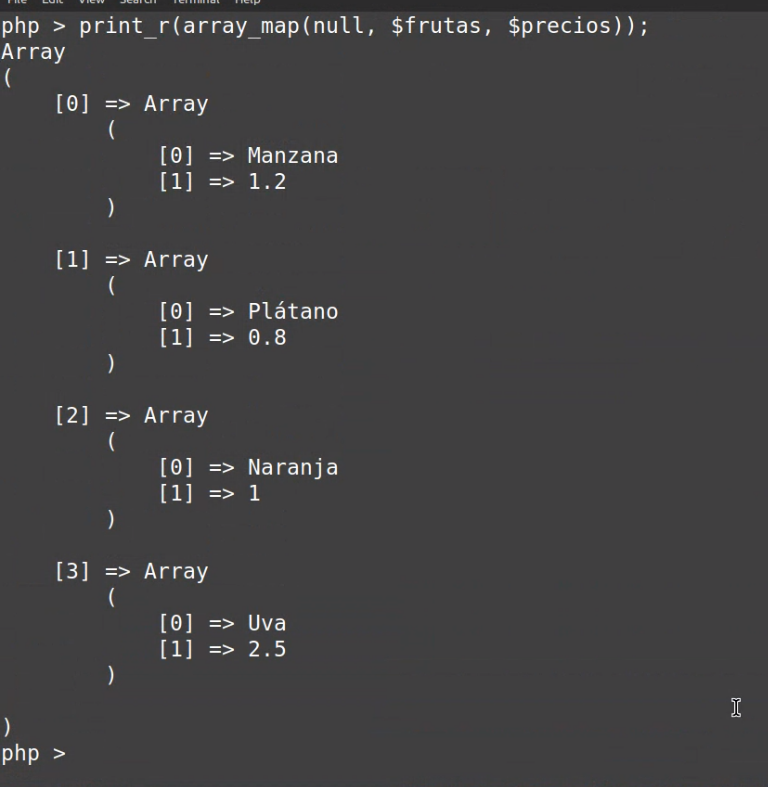 File Edit View Search Terminal Help
php > print_r(array_map(null, $frutas, $precios));
Array
(
    [0] => Array
        (
            [0] => Manzana
            [1] => 1.2
        )

    [1] => Array
        (
            [0] => Plátano
            [1] => 0.8
        )

    [2] => Array
        (
            [0] => Naranja
            [1] => 1
        )

    [3] => Array
        (
            [0] => Uva
            [1] => 2.5
        )

)
php >